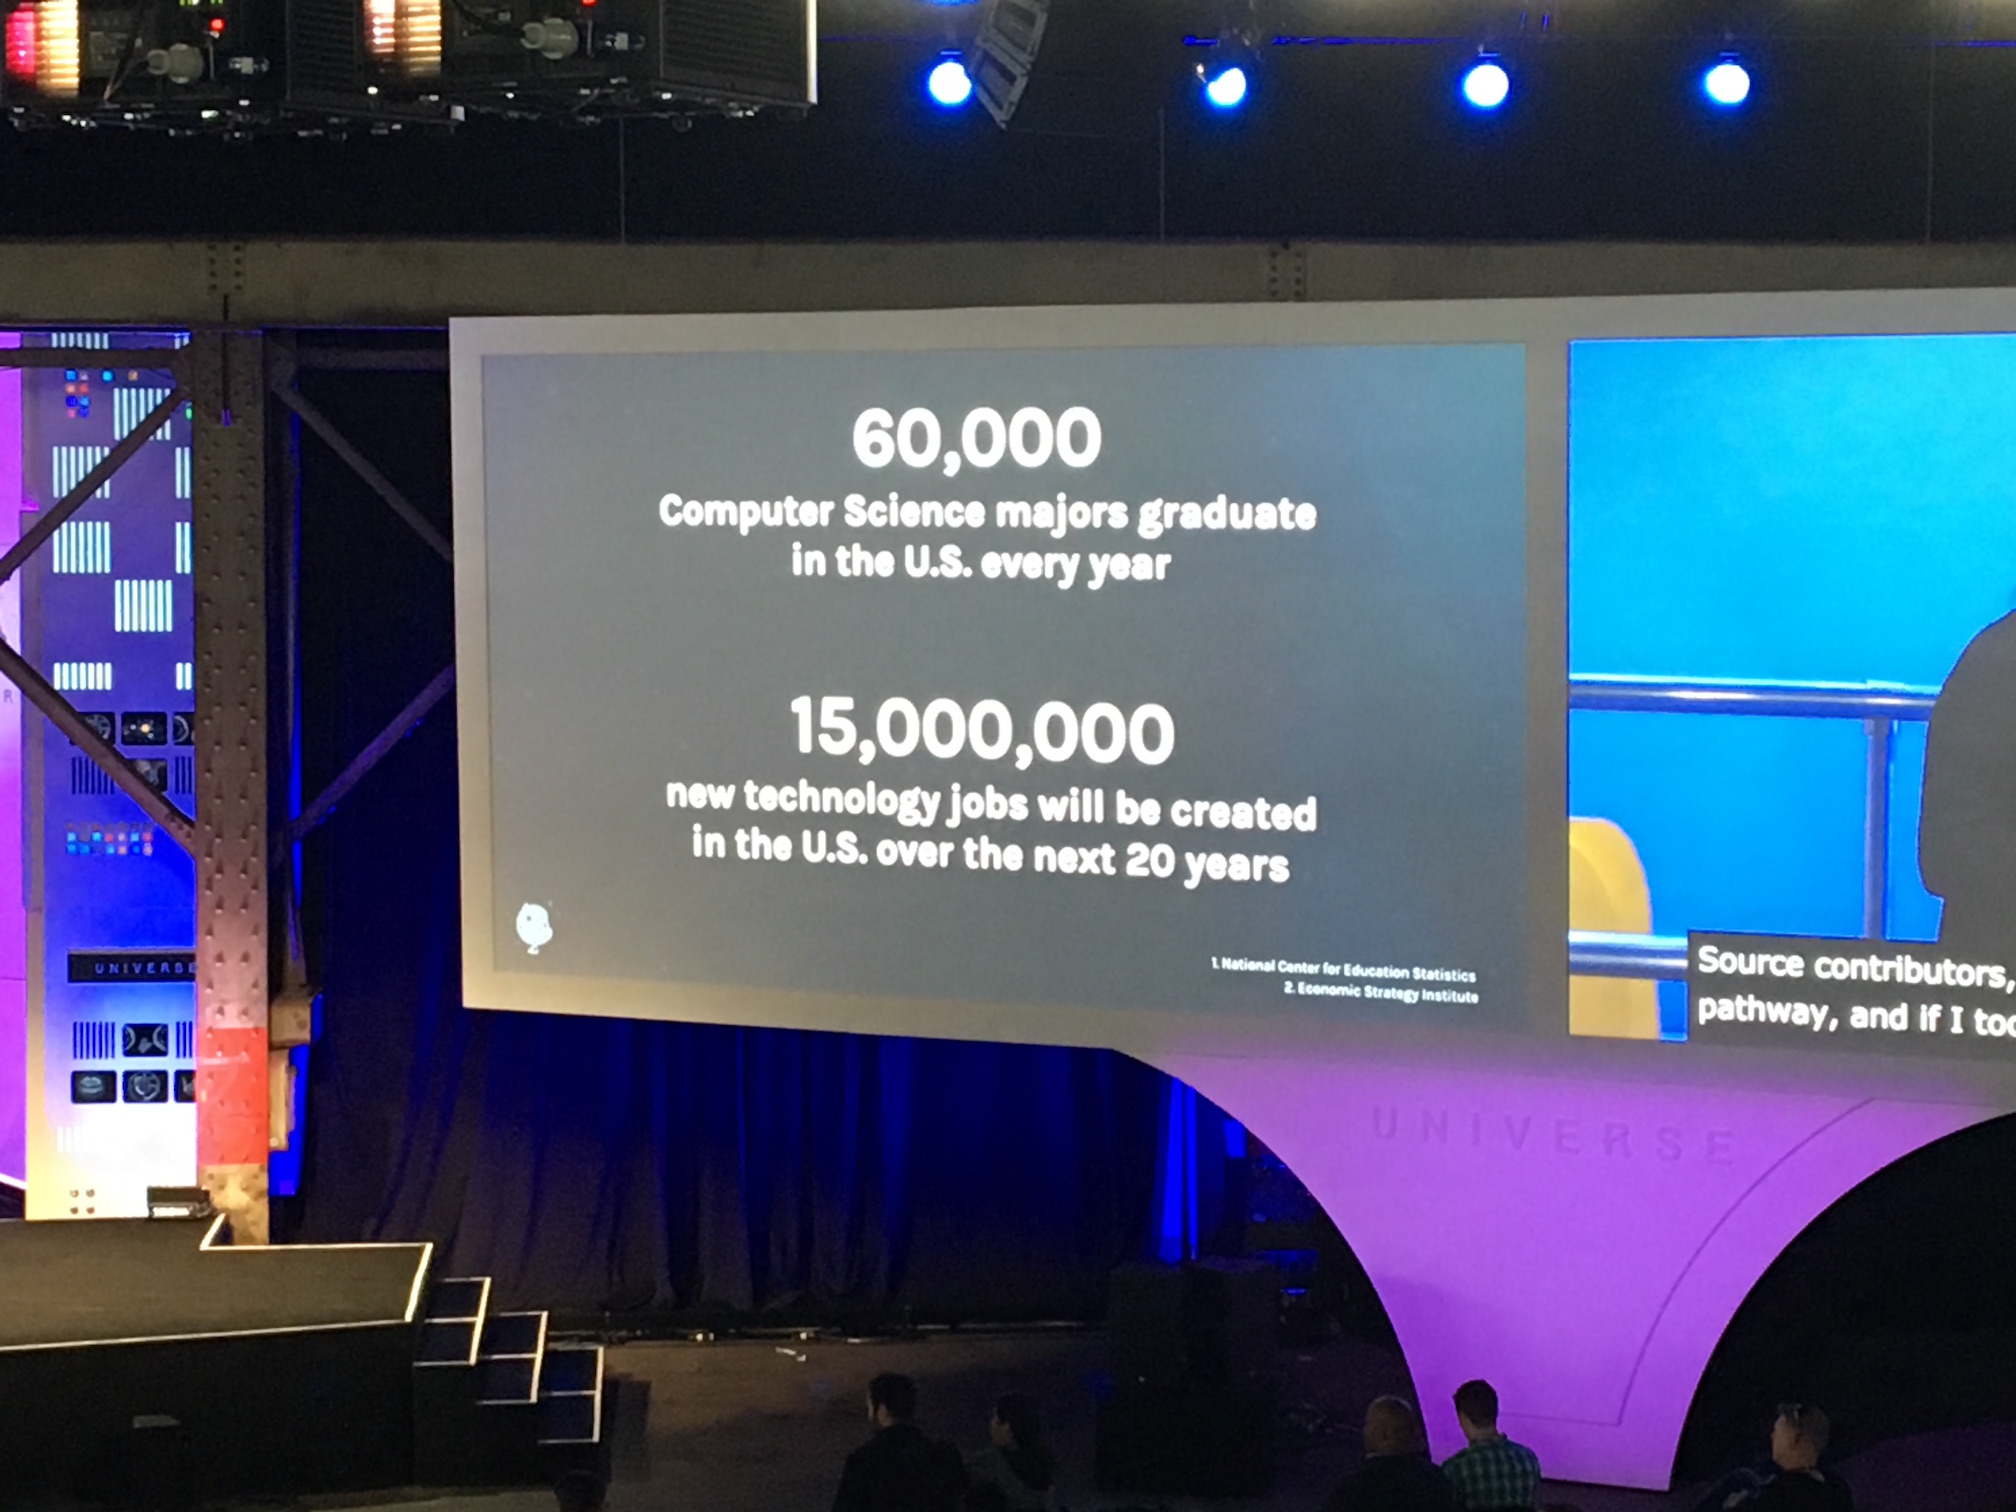 60,000
Computer Science majors graduate
in the U.S. every year
15,000,000
new technology jobs will be created
in the U.S. over the next 20 years
1. National Center for Education Statistics
2. Economic Strategy Institute
Source contributors,
pathway, and if I
UNIVERSE
UNIVERSE
R